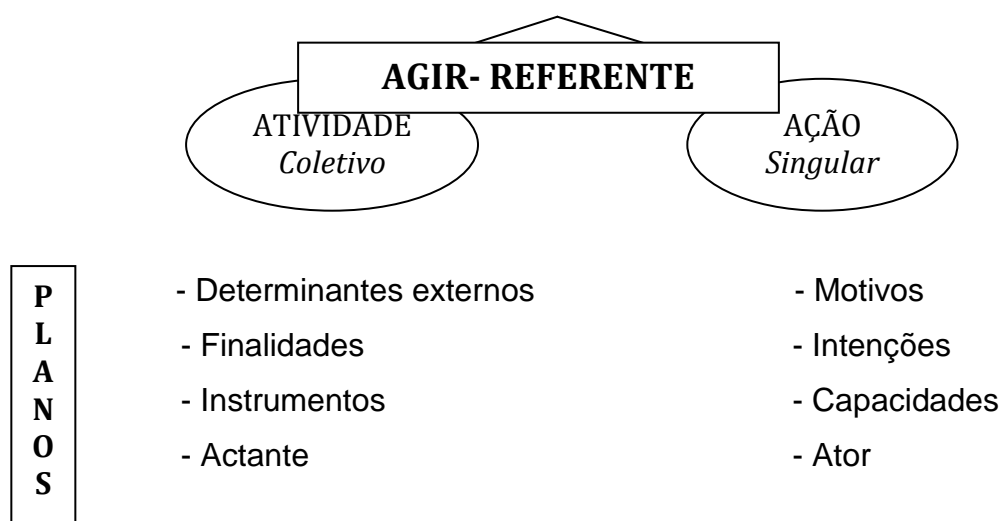 AGIR- REFERENTE
ATIVIDADE
Coletivo
AÇÃO
Singular
P
L
A
N
O
S
- Determinantes externos
- Finalidades
- Instrumentos
- Actante
- Motivos
- Intenções
- Capacidades
- Ator